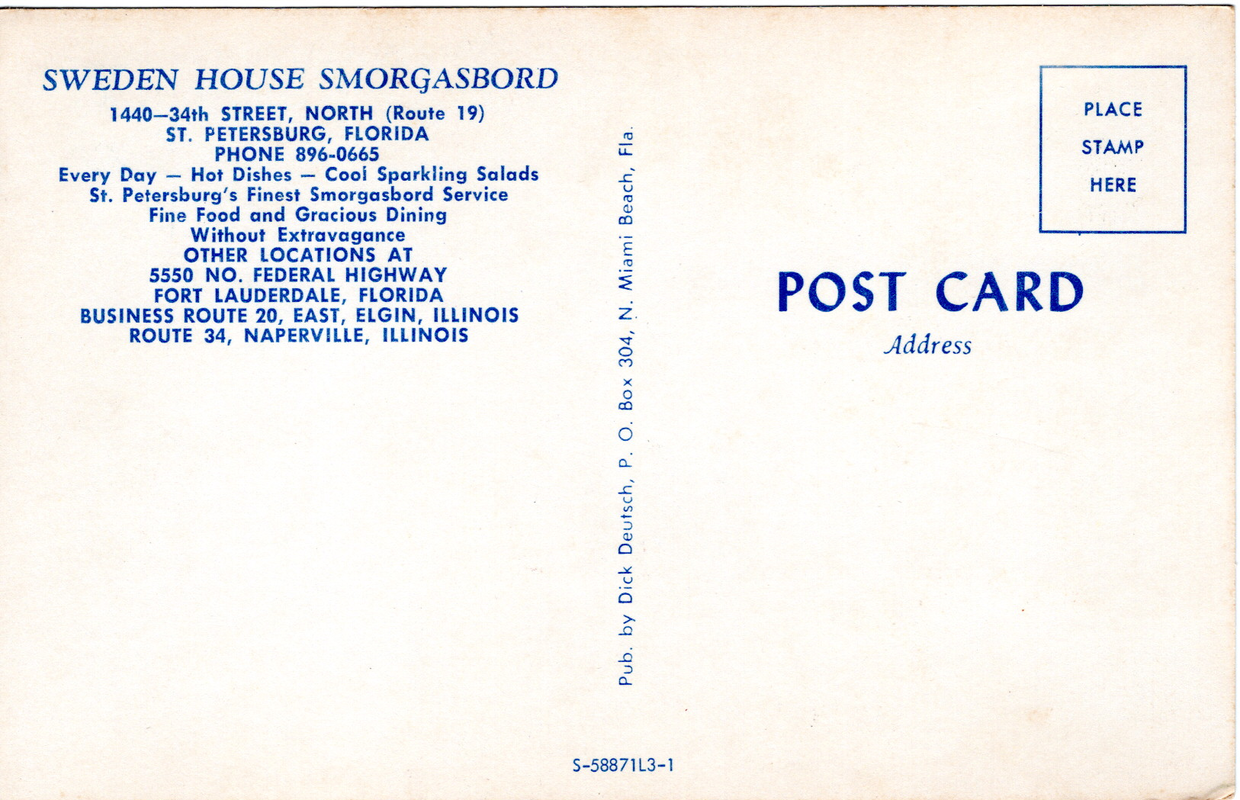 SWEDEN HOUSE SMORGASBORD
1440—34th STREET, NORTH (Route 19)
ST. PETERSBURG, FLORIDA
PHONE 896-0665
Every Day — Hot Dishes — Cool Sparkling Salads
St. Petersburg's Finest Smorgasbord Service
Fine Food and Gracious Dining
Without Extravagance
OTHER LOCATIONS AT
5550 NO. FEDERAL HIGHWAY
FORT LAUDERDALE, FLORIDA
BUSINESS ROUTE 20, EAST, ELGIN, ILLINOIS
ROUTE 34, NAPERVILLE, ILLINOIS
Pub. by Dick Deutsch, P. O. Box 304, N. Miami Beach, Fla.
PLACE
STAMP
HERE
POST CARD
Address
S-58871L3-1